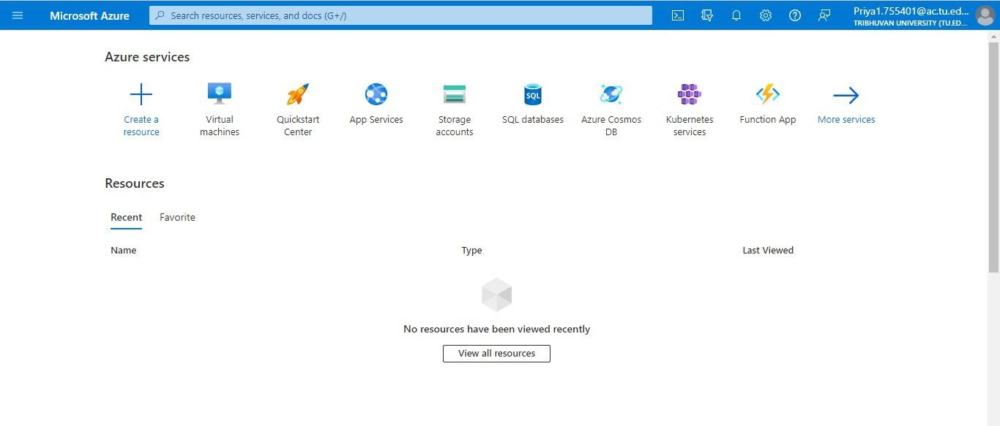 Microsoft Azure
Search resources, services, and docs (G+/)
Priya1.755401@ac.tu.ed...
TRIBHUVAN UNIVERSITY (TU.ED...
Azure services
Create a
resource
Virtual
machines
Quickstart
Center
App Services
Storage
accounts
SQL
SQL databases
Azure Cosmos
DB
Kubernetes
services
Function App
More services
Resources
Recent Favorite
Name Type Last Viewed
No resources have been viewed recently
View all resources